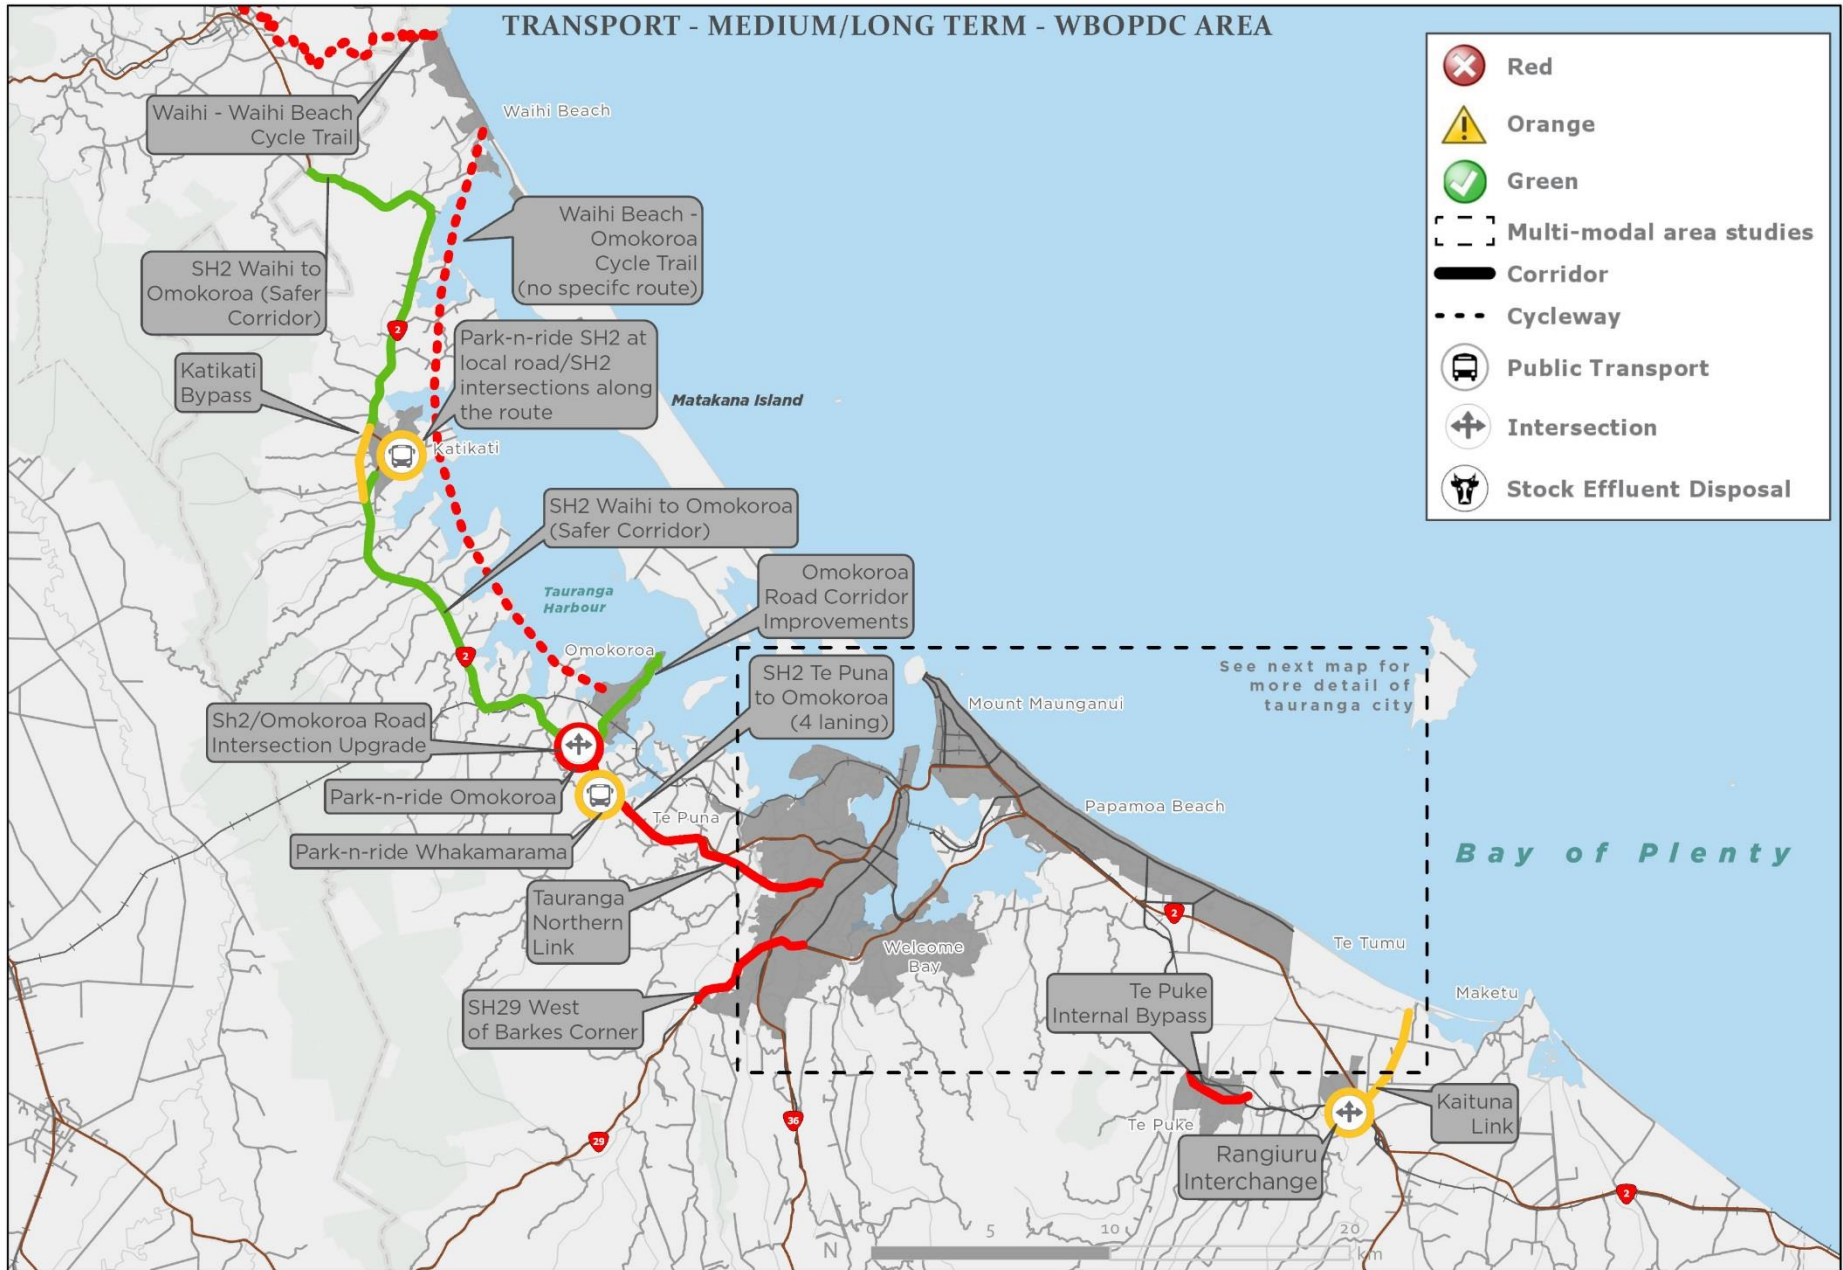 TRANSPORT - MEDIUM/LONG TERM - WBOPDC AREA
Red
Orange
Green
Multi-modal area studies
Corridor
Cycleway
Public Transport
Intersection
Stock Effluent Disposal
Waihi Beach
Waihi - Waihi Beach
Cycle Trail
Waihi Beach -
Omokoroa
Cycle Trail
(no specifc route)
SH2 Waihi to
Omokoroa (Safer
Corridor)
2
Park-n-ride SH2 at
local road/SH2
intersections along
the route
Katikati
Bypass
Matakana Island
Katikati
SH2 Waihi to Omokoroa
(Safer Corridor)
Tauranga
Harbour
Omokoroa
Road Corridor
Improvements
Omokoroa
2
SH2 Te Puna
to Omokoroa
(4 laning)
See next map for
more detail of
tauranga city
Mount Maunganui
Sh2/Omokoroa Road
Intersection Upgrade
Park-n-ride Omokoroa
Te Puna
Papamoa Beach
Park-n-ride Whakamarama
Bay of Plenty
Tauranga
Northern
Link
2
Welcome
Bay
Te Tumu
SH29 West
of Barkes Corner
Te Puke
Internal Bypass
Maketu
Kaituna
Link
Te Puke
36
29
Rangiuru
Interchange
2
N
0 5 10 20
km